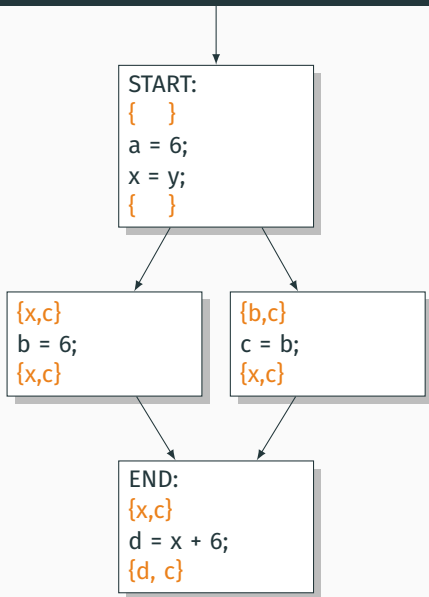 START:
{ }
a = 6;
x = y;
{ }
{x,c}
b = 6;
{x,c}
{b,c}
c = b;
{x,c}
END:
{x,c}
d = x + 6;
{d, c}